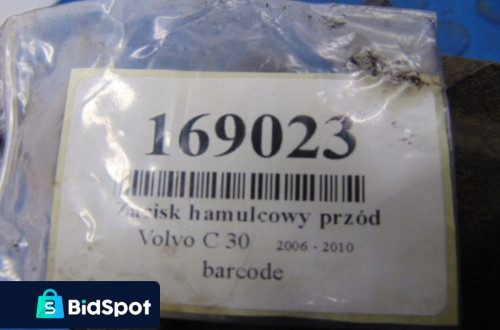 169023
Zacisk hamulcowy przód
Volvo C 30 2006 - 2010
barcode
BidSpot